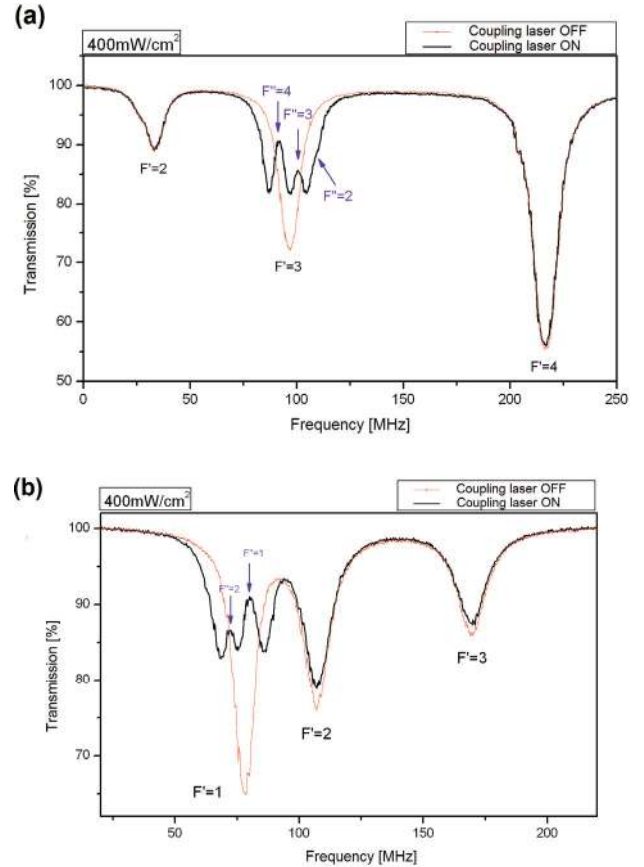 (a)
400mW/cm²
Coupling laser OFF
Coupling laser ON
100
90
80
70
60
50
Transmission [%]
F''=4
F''=3
F''=2
F'=2
F'=3
F'=4
0
50
100
150
200
250
Frequency [MHz]
(b)
400mW/cm²
Coupling laser OFF
Coupling laser ON
100
90
80
70
Transmission [%]
F''=1
F''=2
F'=1
F'=2
F'=3
50
100
150
200
Frequency [MHz]